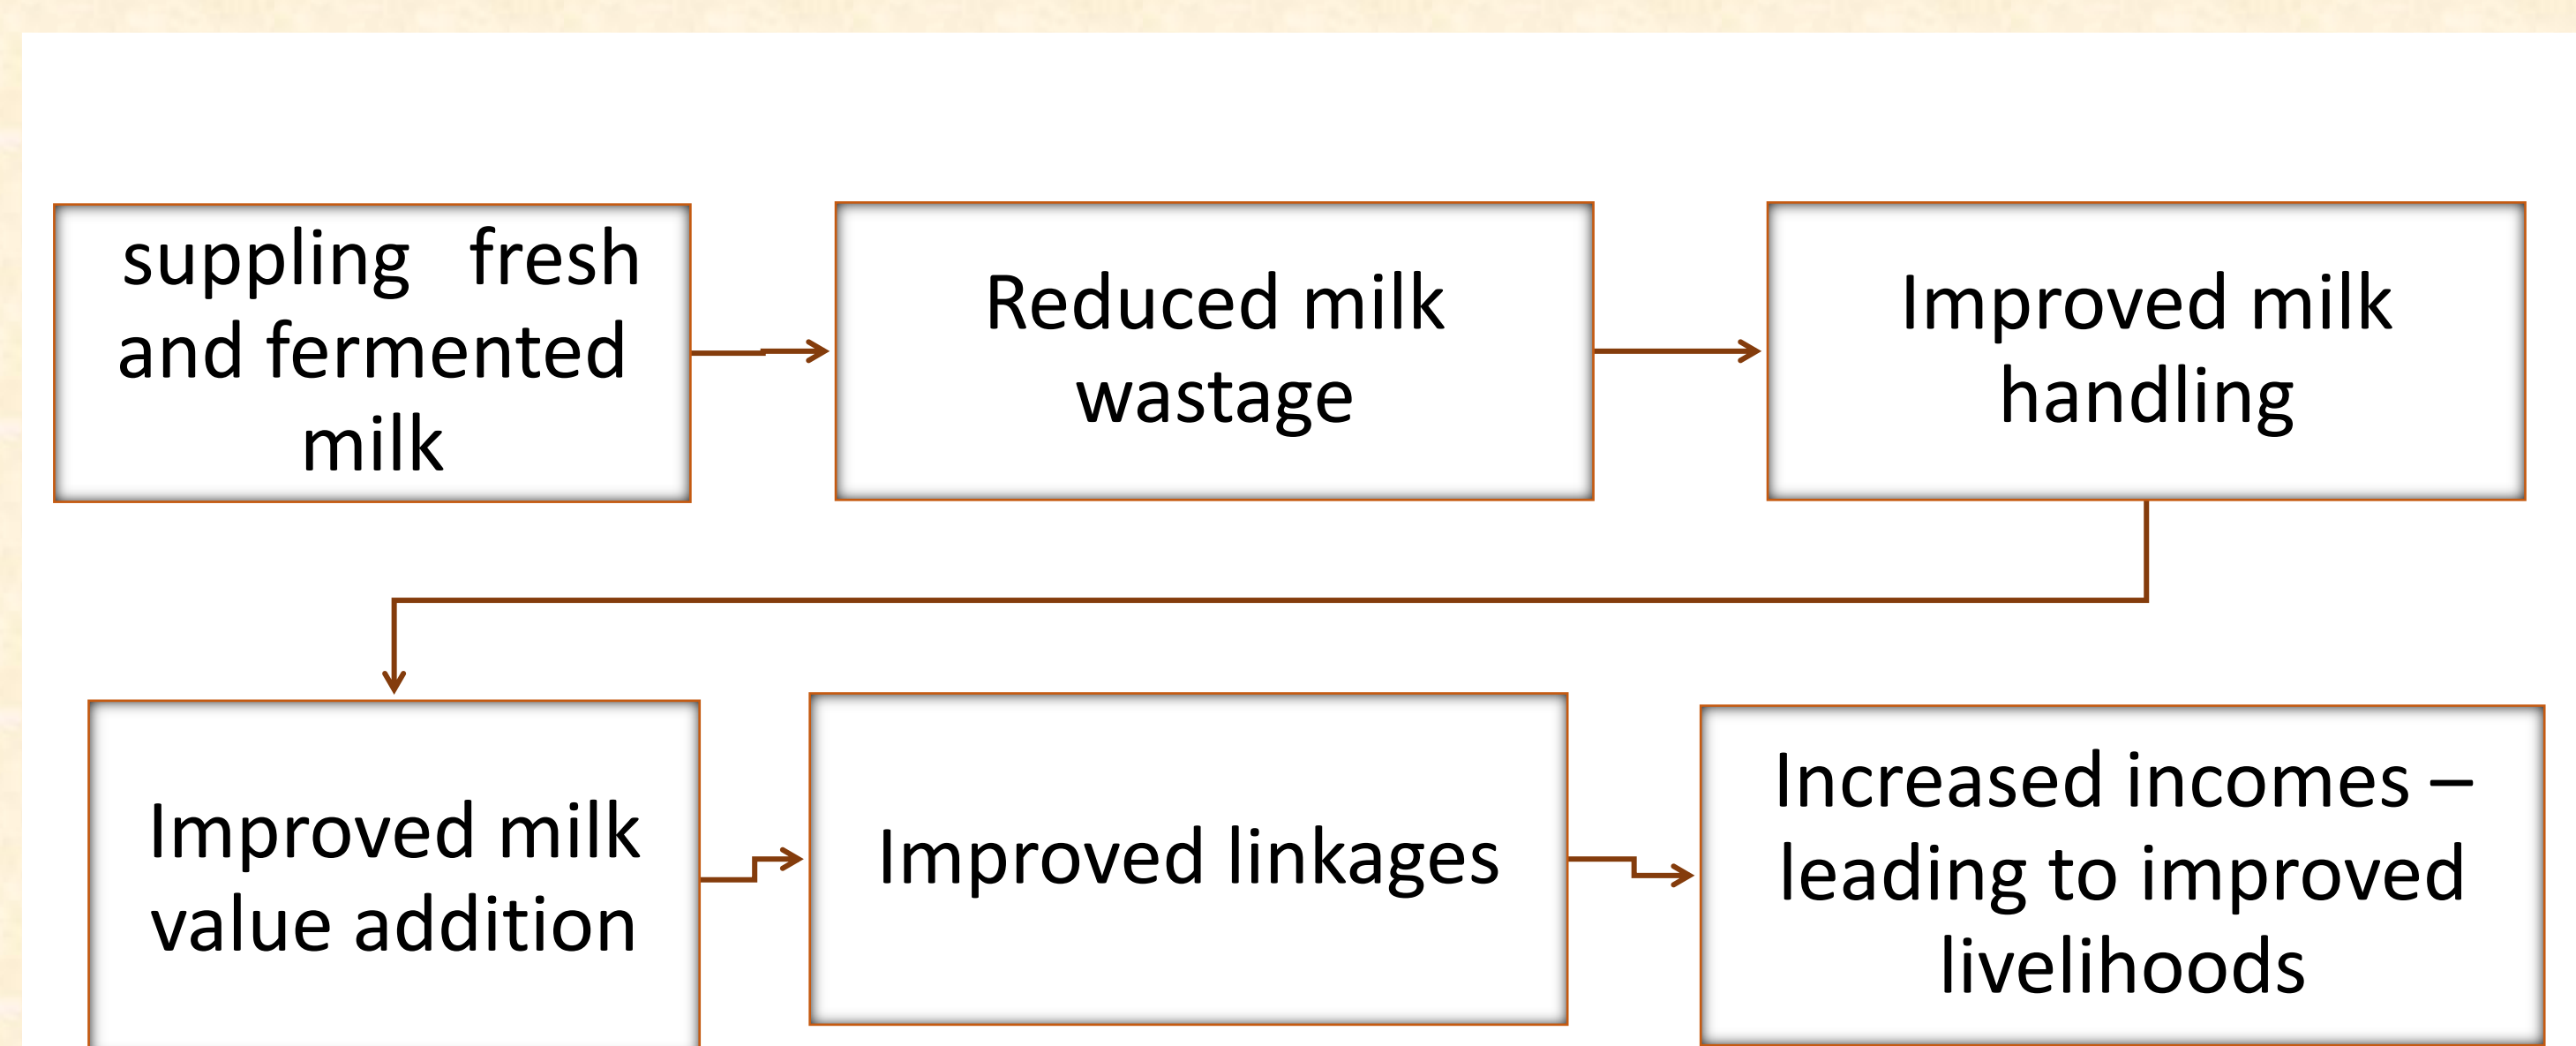 suppling fresh
and fermented
milk
Reduced milk
wastage
Improved milk
handling
Improved milk
value addition
Improved linkages
Increased incomes –
leading to improved
livelihoods